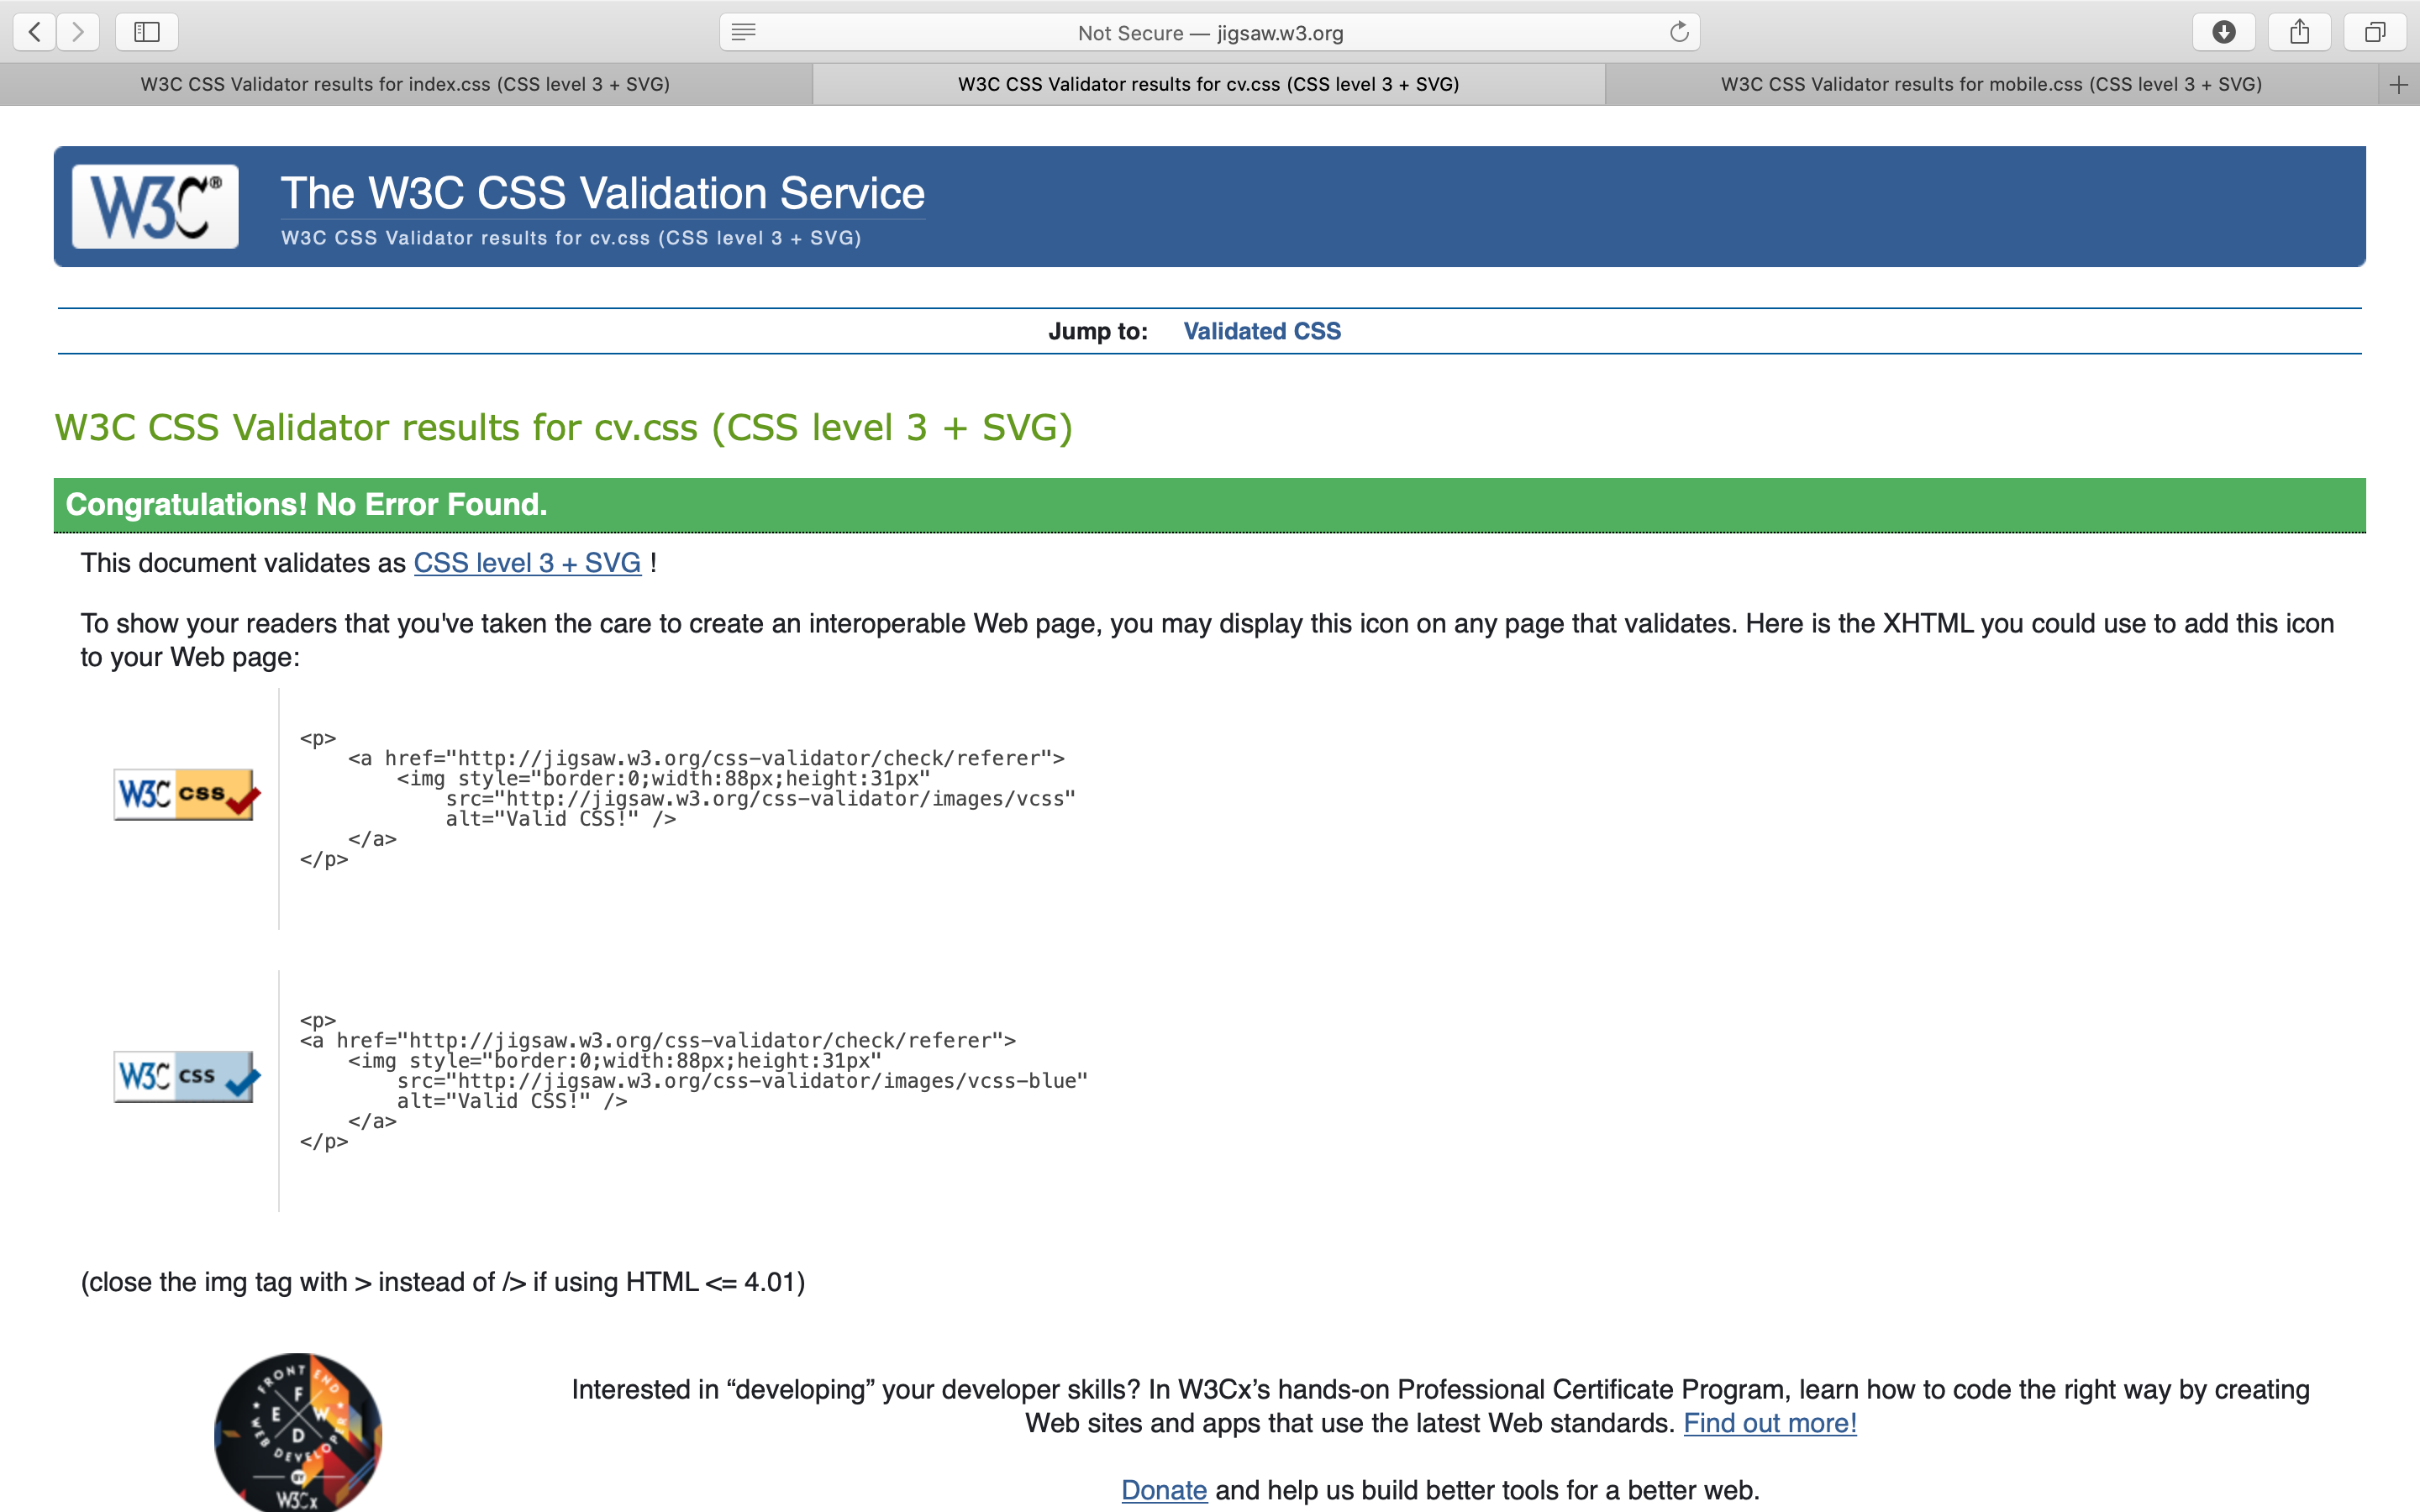 Not Secure — jigsaw.w3.org
W3C CSS Validator results for index.css (CSS level 3 + SVG)
W3C CSS Validator results for cv.css (CSS level 3 + SVG)
W3C CSS Validator results for mobile.css (CSS level 3 + SVG)
W3C®
The W3C CSS Validation Service
W3C CSS Validator results for cv.css (CSS level 3 + SVG)
Jump to: Validated CSS
W3C CSS Validator results for cv.css (CSS level 3 + SVG)
Congratulations! No Error Found.
This document validates as CSS level 3 + SVG !
To show your readers that you've taken the care to create an interoperable Web page, you may display this icon on any page that validates. Here is the XHTML you could use to add this icon
to your Web page:
W3C css
<p>
<a href="http://jigsaw.w3.org/css-validator/check/referer">
<img style="border:0;width:88px;height:31px"
src="http://jigsaw.w3.org/css-validator/images/vcss"
alt="Valid CSS!" />
</a>
</p>
W3C css
<p>
<a href="http://jigsaw.w3.org/css-validator/check/referer">
<img style="border:0;width:88px;height:31px"
src="http://jigsaw.w3.org/css-validator/images/vcss-blue"
alt="Valid CSS!" />
</a>
</p>
(close the img tag with > instead of /> if using HTML <= 4.01)
FRONT END
F
E W
D
WEB DEVELOPER
BY
W3Cx
Interested in “developing” your developer skills? In W3Cx’s hands-on Professional Certificate Program, learn how to code the right way by creating
Web sites and apps that use the latest Web standards. Find out more!
Donate and help us build better tools for a better web.